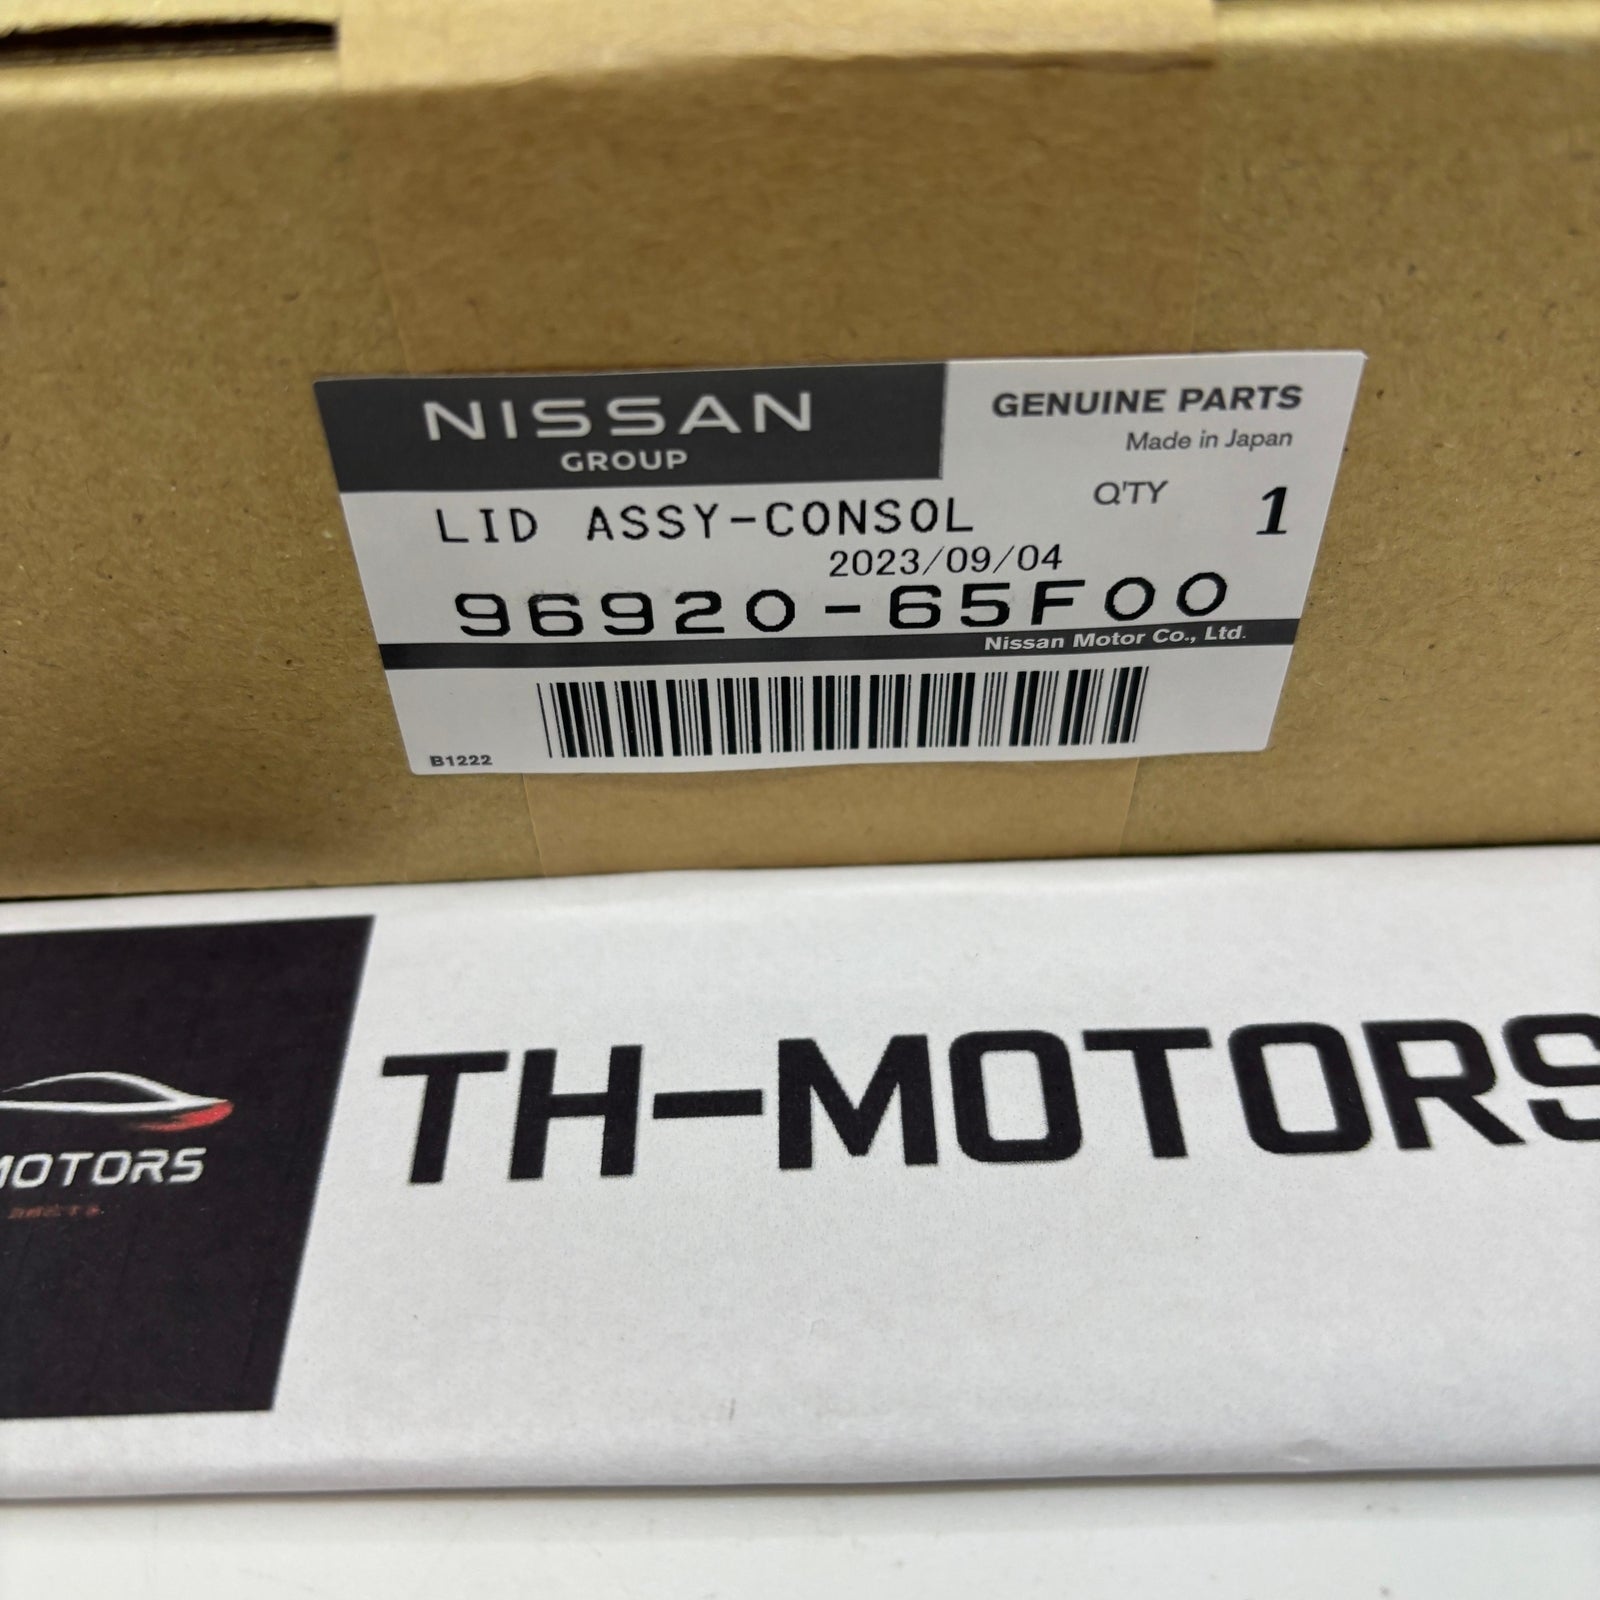 NISSAN
GROUP
GENUINE PARTS
Made in Japan
Q'TY 1
LID ASSY-CONSOL
2023/09/04
96920-65F00
Nissan Motor Co., Ltd.
B1222
TH-MOTORS
MOTORS